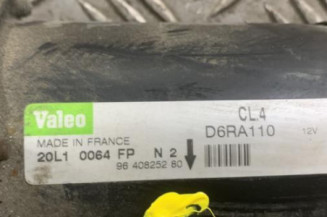 Valeo
CL4
D6RA110
12V
MADE IN FRANCE
20L1 0064 FP N 2
96 408252 80